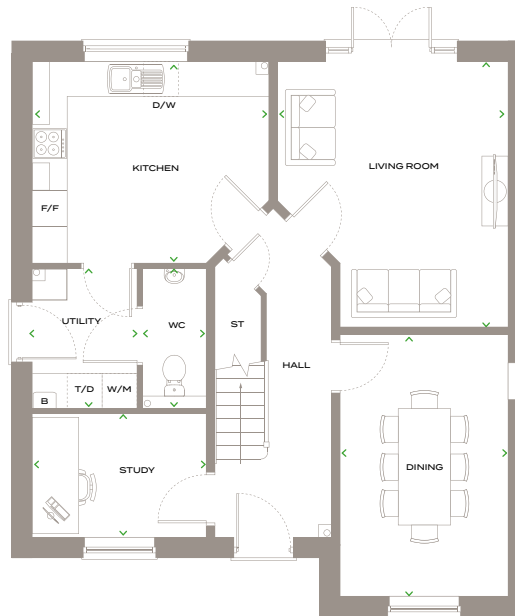 D/W
KITCHEN
LIVING ROOM
F/F
UTILITY
WC
ST
HALL
T/D
W/M
B
STUDY
DINING